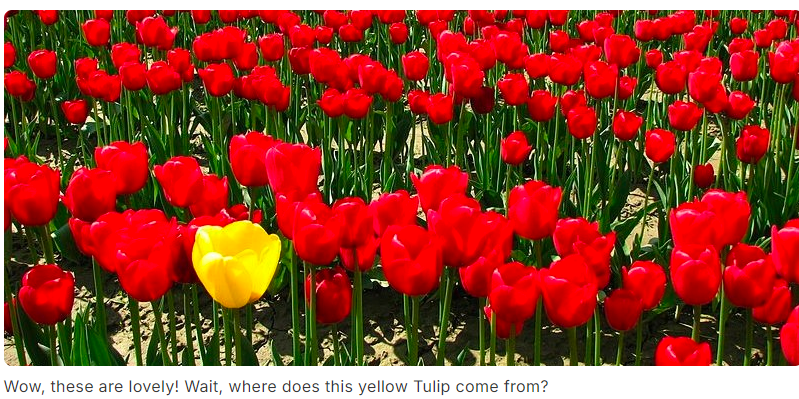 Wow, these are lovely! Wait, where does this yellow Tulip come from?